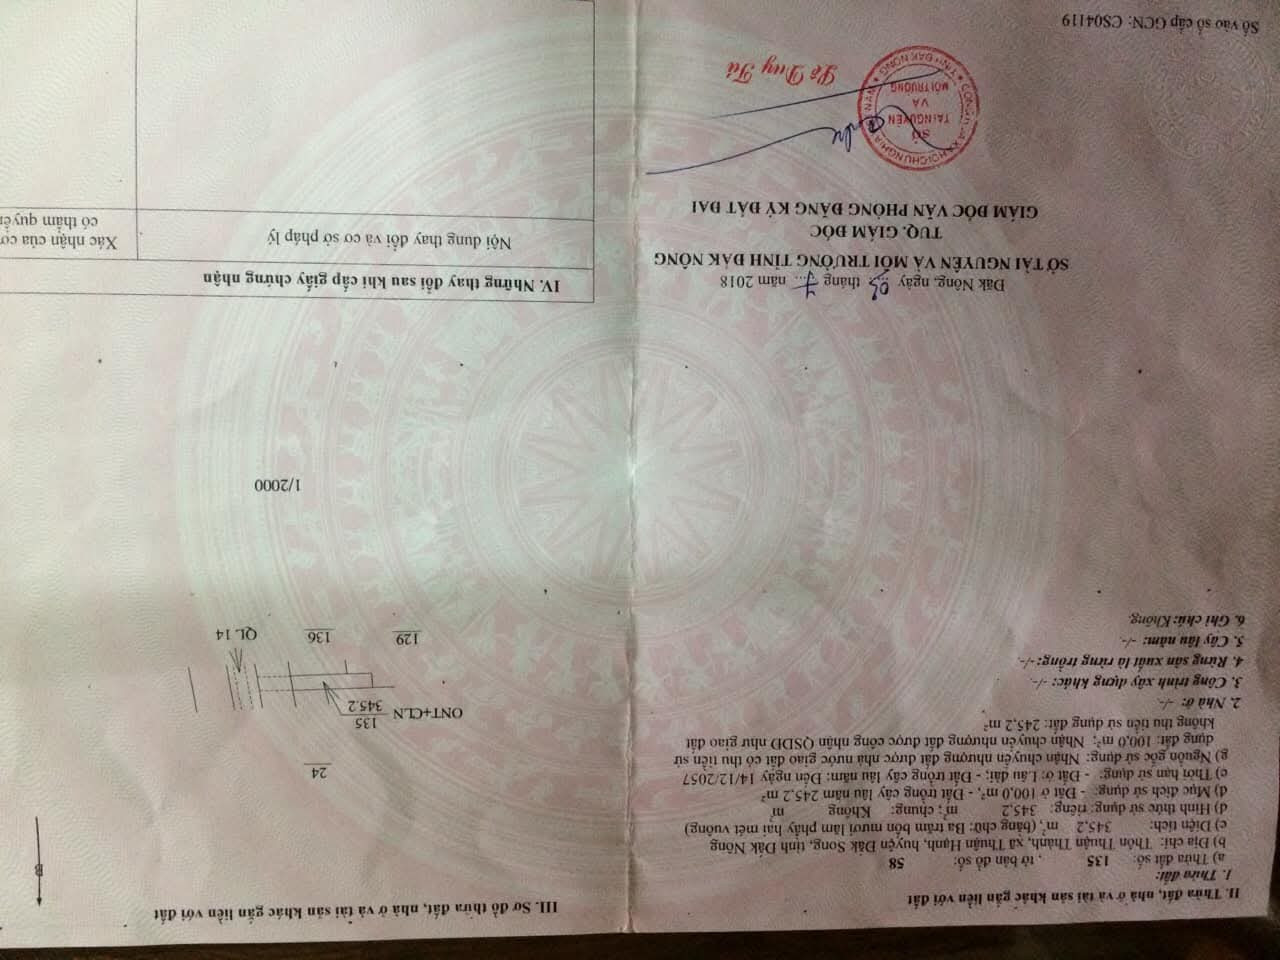 II. Thửa đất, nhà ở và tài sản khác gắn liền với đất
1. Thửa đất:
a) Thửa đất số: 135 , tờ bản đồ số: 58
b) Địa chỉ: Thôn Thuận Thành, xã Thuận Hạnh, huyện Đăk Song, tỉnh Đăk Nông
c) Diện tích: 345,2 m², (bằng chữ: Ba trăm bốn mươi lăm phẩy hai mét vuông)
d) Hình thức sử dụng: riêng: 345,2 m²; chung: Không m²
đ) Mục đích sử dụng: - Đất ở 100,0 m², - Đất trồng cây lâu năm 245,2 m²
e) Thời hạn sử dụng: - Đất ở: Lâu dài; - Đất trồng cây lâu năm: Đến ngày 14/12/2057
g) Nguồn gốc sử dụng: Nhận chuyển nhượng đất được nhà nước giao đất có thu tiền sử
dụng đất: 100,0 m²; Nhận chuyển nhượng đất được công nhận QSDĐ như giao đất
không thu tiền sử dụng đất: 245,2 m²
2. Nhà ở: -/-
3. Công trình xây dựng khác: -/-.
4. Rừng sản xuất là rừng trồng: -/-.
5. Cây lâu năm: -/-.
6. Ghi chú: Không.
Đăk Nông, ngày 03 tháng 7 năm 2018
SỞ TÀI NGUYÊN VÀ MÔI TRƯỜNG TỈNH ĐĂK NÔNG
TUQ. GIÁM ĐỐC
GIÁM ĐỐC VĂN PHÒNG ĐĂNG KÝ ĐẤT ĐAI
SỞ
TÀI NGUYÊN
VÀ
MÔI TRƯỜNG
TỈNH ĐĂK NÔNG
Lê Duy Tá
Số vào sổ cấp GCN: CS04119
III. Sơ đồ thửa đất, nhà ở và tài sản khác gắn liền với đất
B
24
ONT+CLN 135
345.2
129
136
QL 14
1/2000
IV. Những thay đổi sau khi cấp giấy chứng nhận
Nội dung thay đổi và cơ sở pháp lý
Xác nhận của cơ
có thẩm quyền